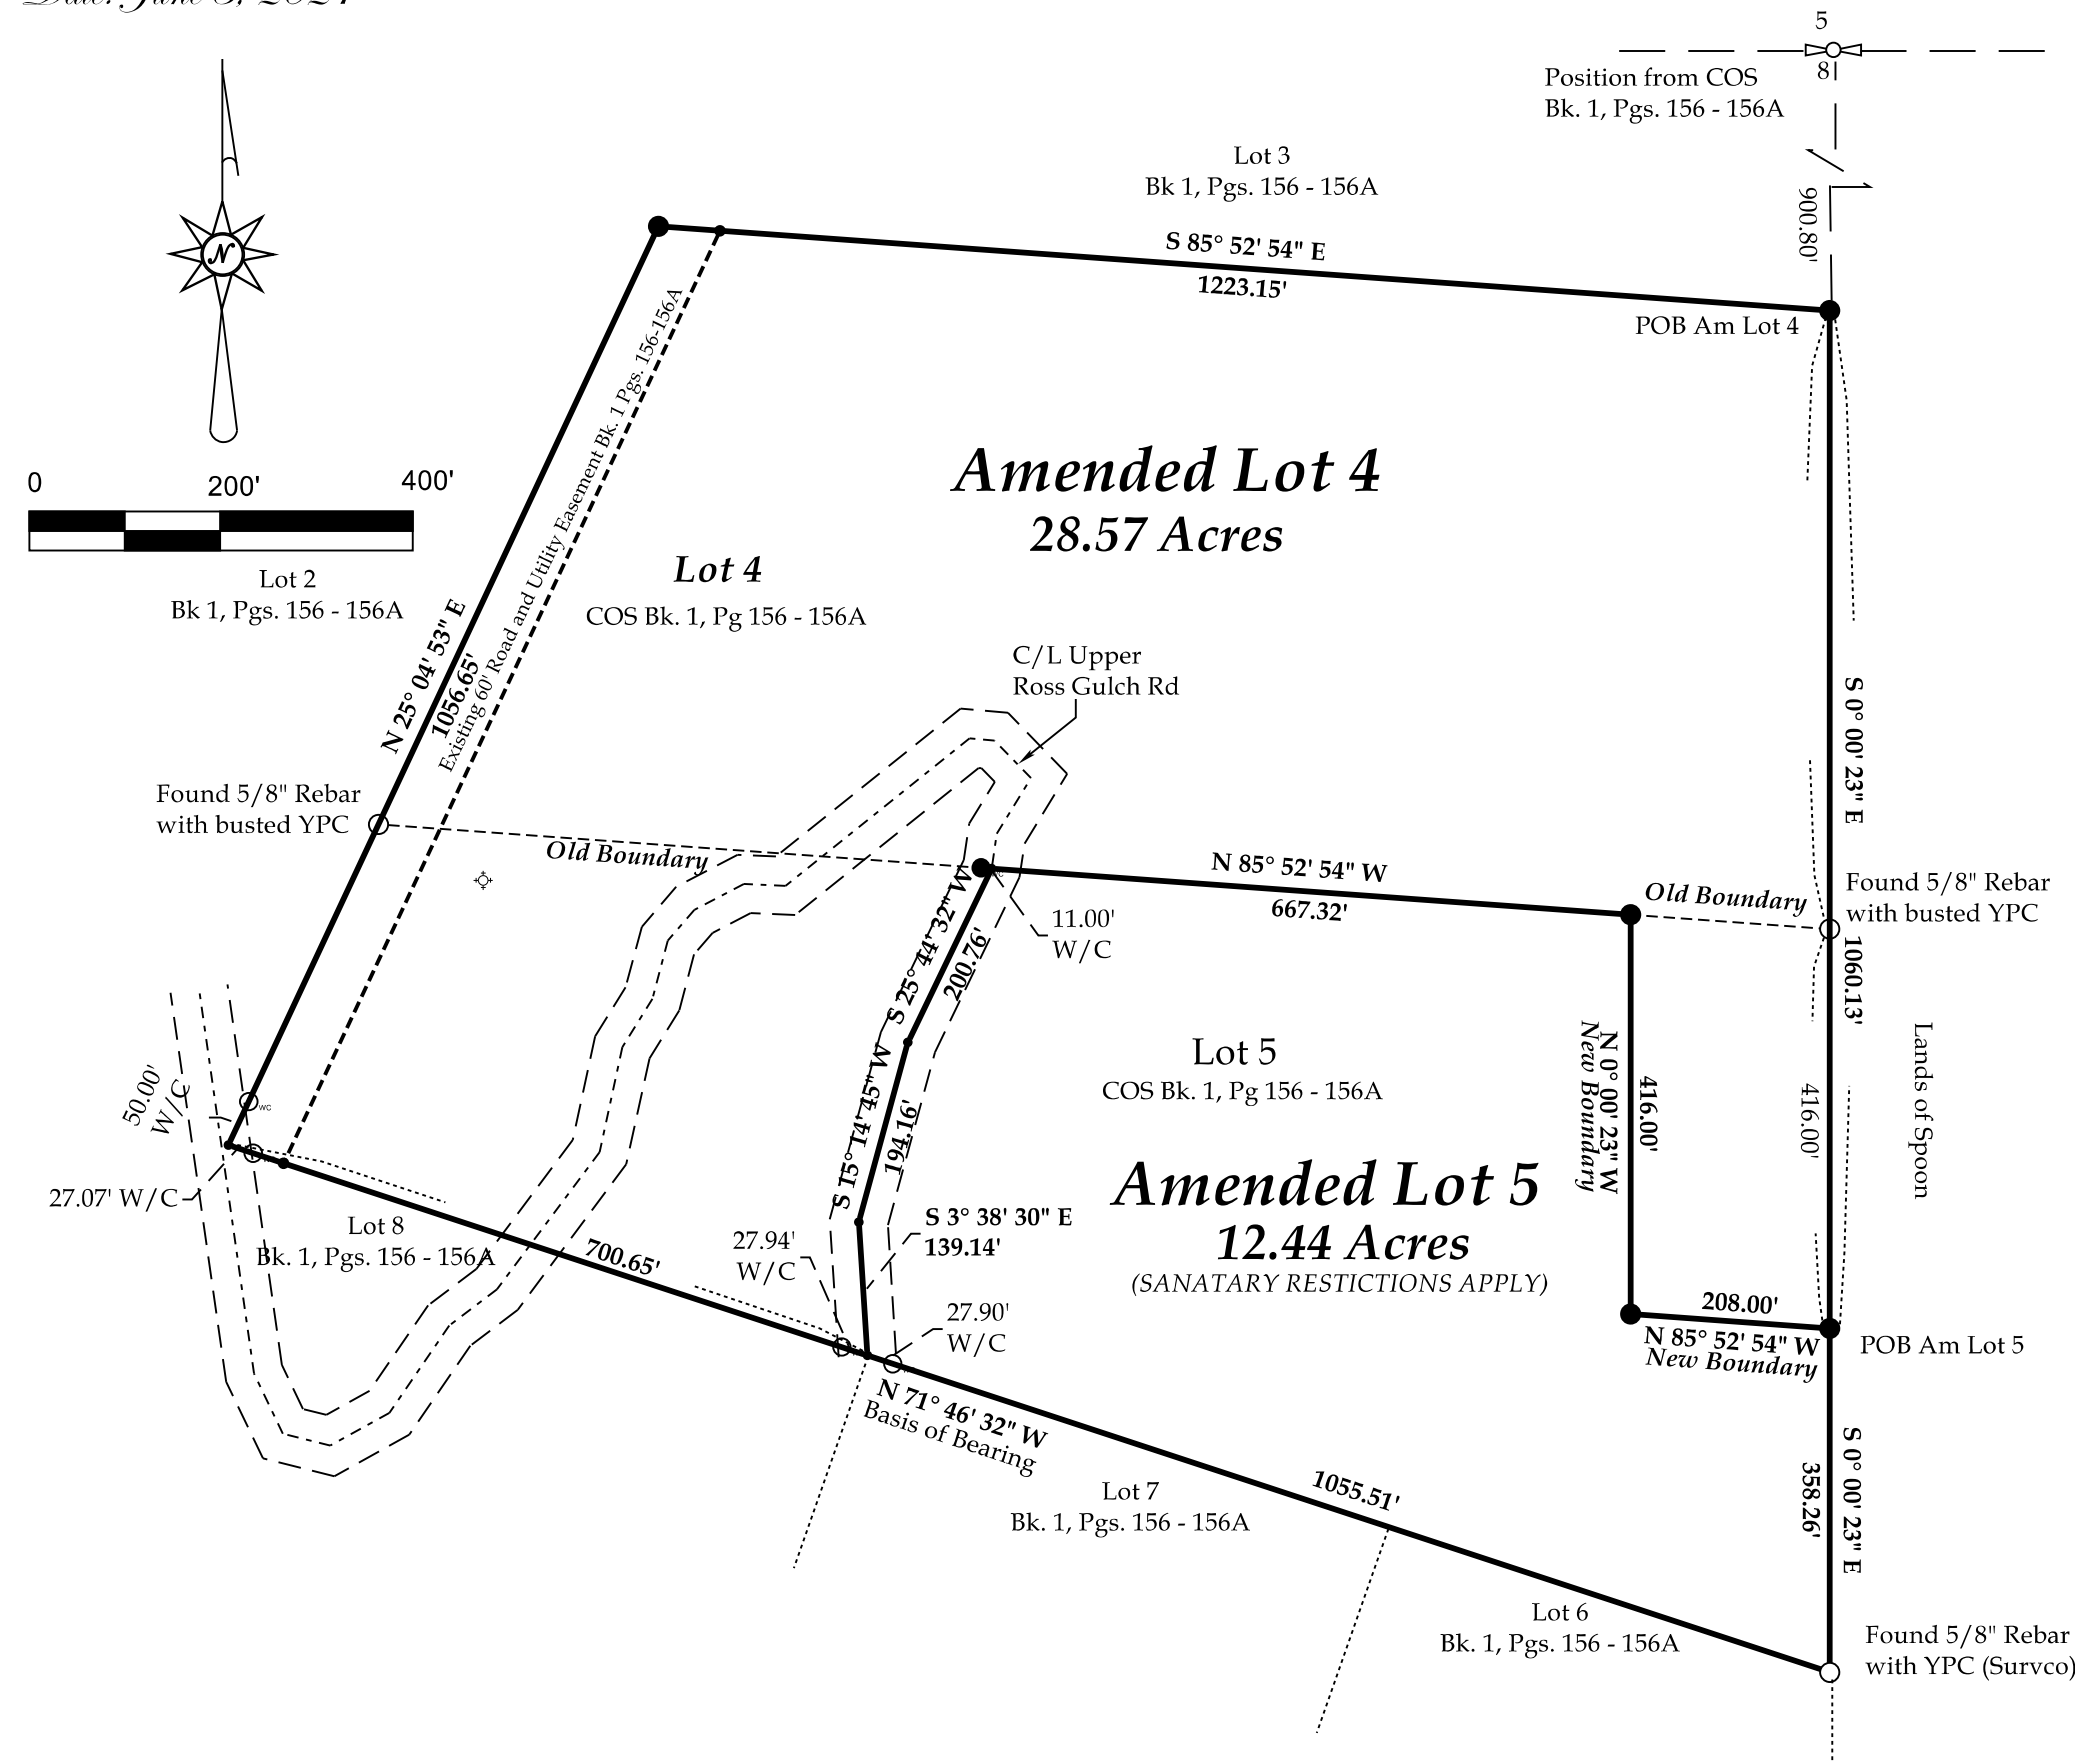 Date: June 3, 2021
5
8
Position from COS
Bk. 1, Pgs. 156 - 156A
900.80'
Lot 3
Bk 1, Pgs. 156 - 156A
S 85° 52' 54" E
1223.15'
POB Am Lot 4
N
0
200'
400'
Lot 2
Bk 1, Pgs. 156 - 156A
N 25° 04' 53" E
1056.65'
Existing 60' Road and Utility Easement Bk. 1 Pgs. 156-156A
Amended Lot 4
28.57 Acres
Lot 4
COS Bk. 1, Pg 156 - 156A
C/L Upper
Ross Gulch Rd
S 0° 00' 23" E
1060.13'
Found 5/8" Rebar
with busted YPC
Old Boundary
N 85° 52' 54" W
667.32'
Old Boundary
Found 5/8" Rebar
with busted YPC
11.00'
W/C
S 25° 44' 32" W
200.76'
S 15° 14' 45" W
194.16'
Lot 5
COS Bk. 1, Pg 156 - 156A
N 0° 00' 23" W
New Boundary
416.00'
416.00'
Lands of Spoon
50.00'
W/C
WC
27.07' W/C
Lot 8
Bk. 1, Pgs. 156 - 156A
700.65'
27.94'
W/C
S 3° 38' 30" E
139.14'
27.90'
W/C
Amended Lot 5
12.44 Acres
(SANATARY RESTICTIONS APPLY)
208.00'
N 85° 52' 54" W
New Boundary
POB Am Lot 5
N 71° 46' 32" W
Basis of Bearing
1055.51'
S 0° 00' 23" E
358.26'
Lot 7
Bk. 1, Pgs. 156 - 156A
Lot 6
Bk. 1, Pgs. 156 - 156A
Found 5/8" Rebar
with YPC (Survco)